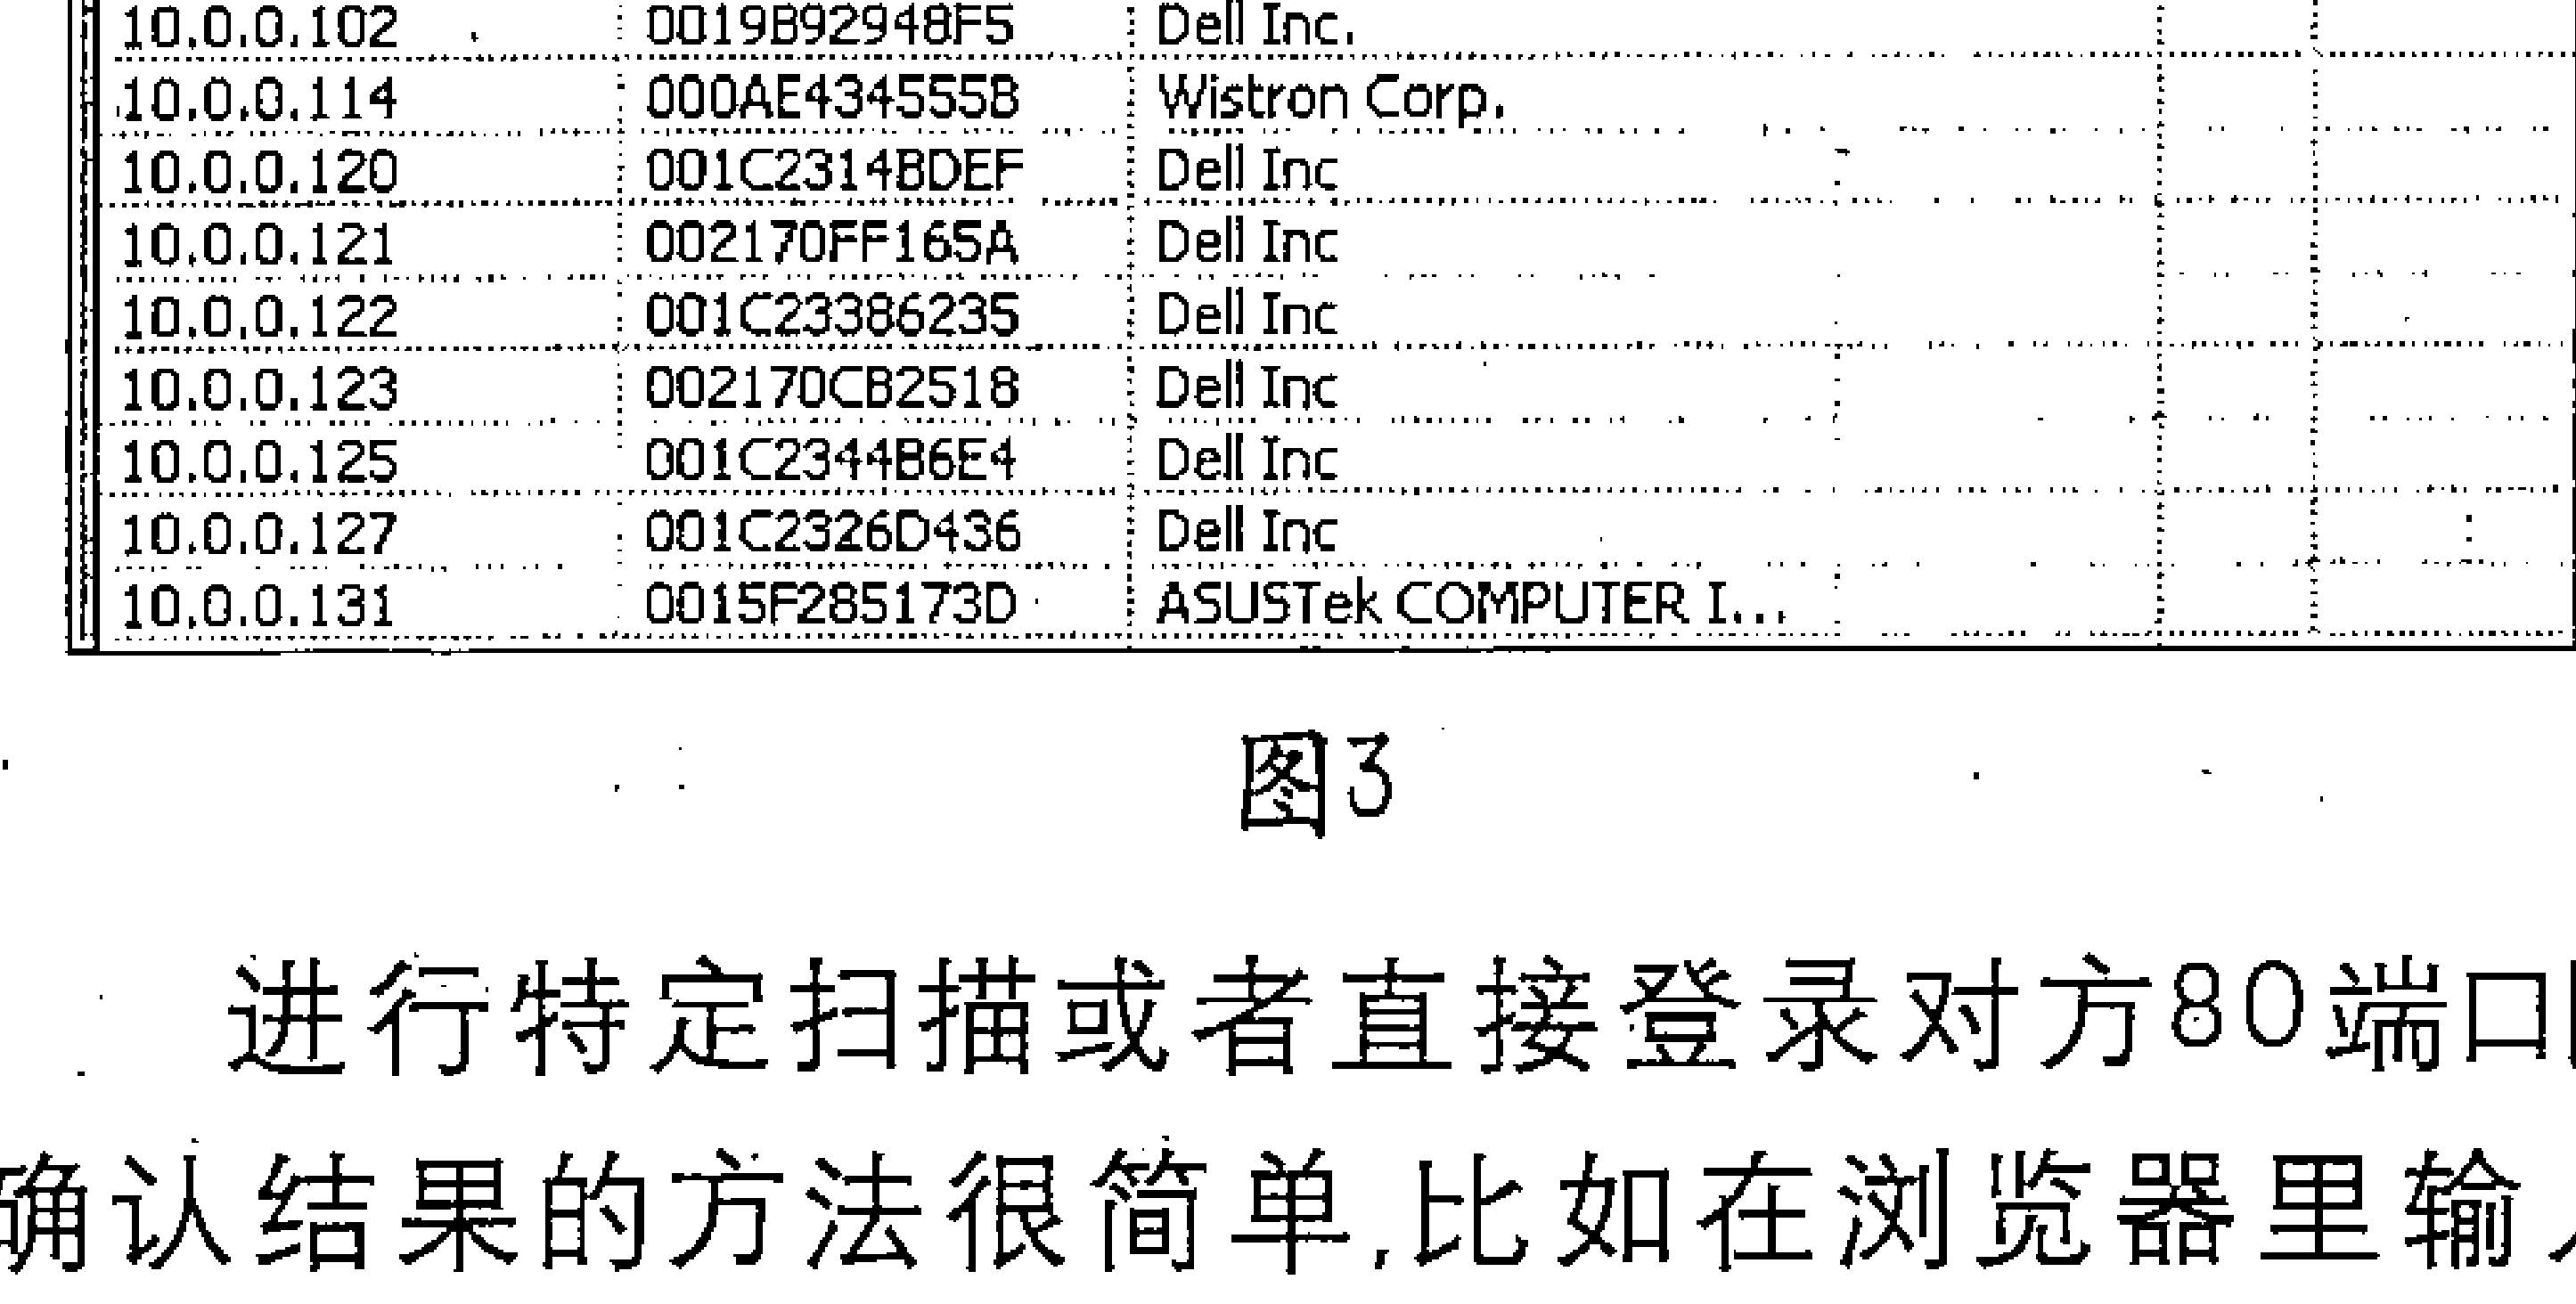 10.0.0.102 0019B92948F5 Dell Inc.
10.0.0.114 000AE434555B Wistron Corp.
10.0.0.120 001C2314BDEF Dell Inc
10.0.0.121 002170FF165A Dell Inc
10.0.0.122 001C23386235 Dell Inc
10.0.0.123 002170CB2518 Dell Inc
10.0.0.125 001C2344B6E4 Dell Inc
10.0.0.127 001C2326D436 Dell Inc
10.0.0.131 0015F285173D ASUSTek COMPUTER I...
图3
进行特定扫描或者直接登录对方80端口
确认结果的方法很简单,比如在浏览器里输